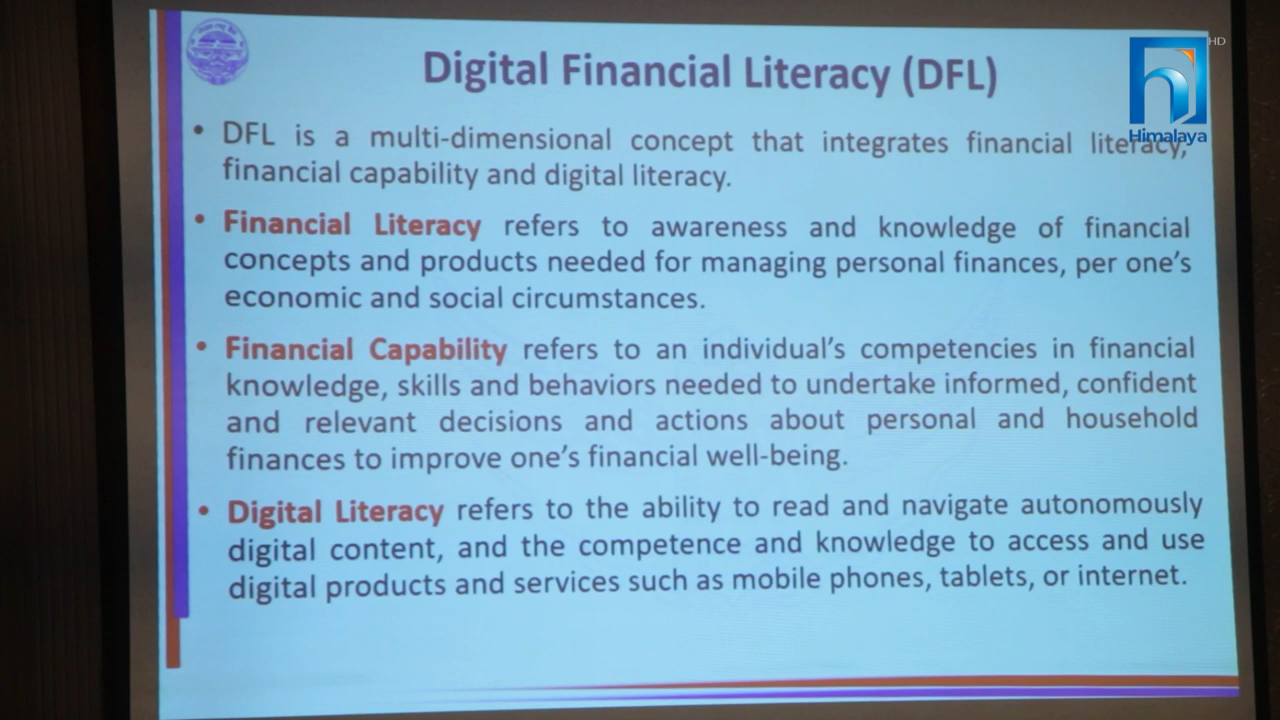 Digital Financial Literacy (DFL)
HD
Himalaya
• DFL is a multi-dimensional concept that integrates financial literacy,
financial capability and digital literacy.
• Financial Literacy refers to awareness and knowledge of financial
concepts and products needed for managing personal finances, per one's
economic and social circumstances.
• Financial Capability refers to an individual's competencies in financial
knowledge, skills and behaviors needed to undertake informed, confident
and relevant decisions and actions about personal and household
finances to improve one's financial well-being.
• Digital Literacy refers to the ability to read and navigate autonomously
digital content, and the competence and knowledge to access and use
digital products and services such as mobile phones, tablets, or internet.